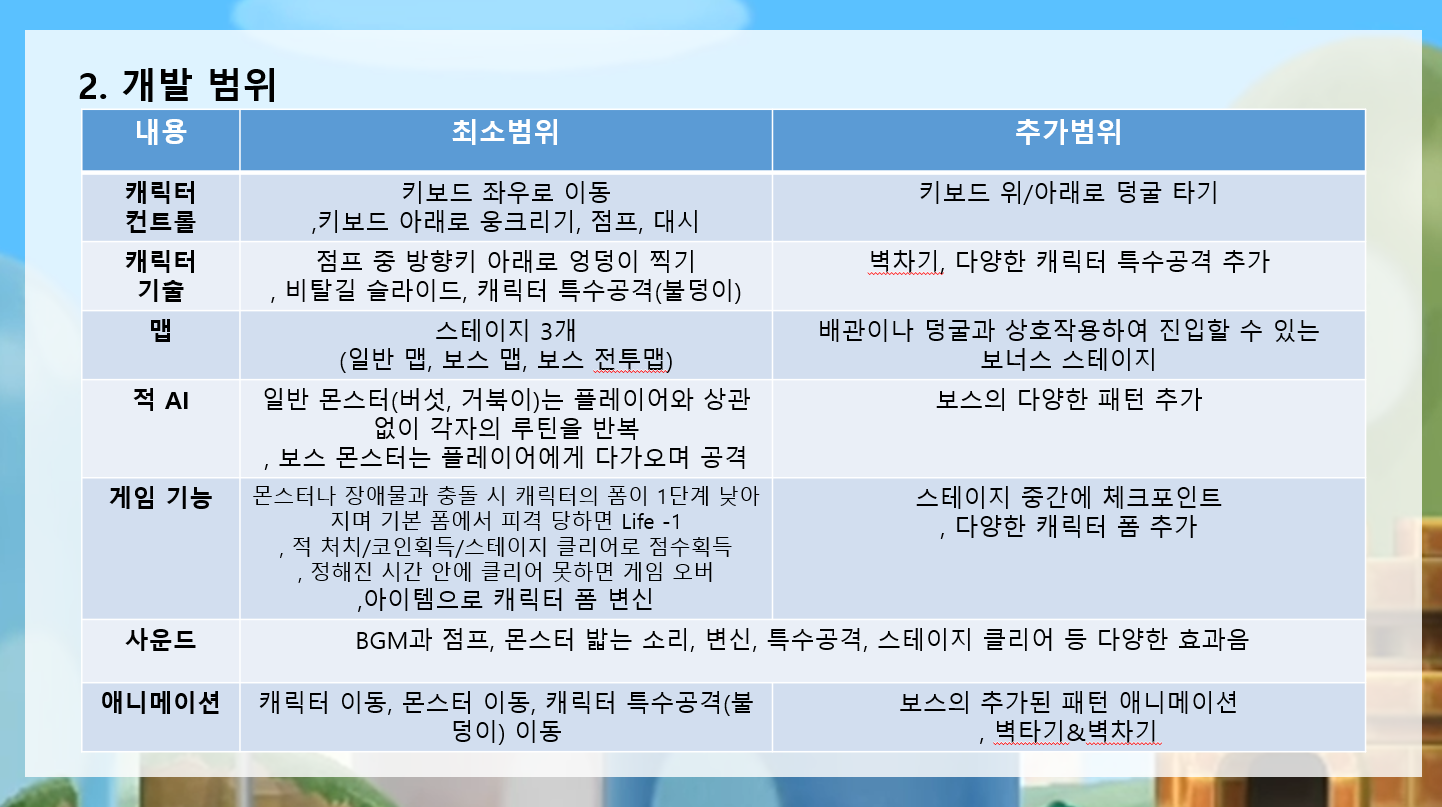 2. 개발 범위
내용 최소범위 추가범위
캐릭터
컨트롤
키보드 좌우로 이동
,키보드 아래로 웅크리기, 점프, 대시
키보드 위/아래로 덩굴 타기
캐릭터
기술
점프 중 방향키 아래로 엉덩이 찍기
, 비탈길 슬라이드, 캐릭터 특수공격(불덩이)
벽차기, 다양한 캐릭터 특수공격 추가
맵
스테이지 3개
(일반 맵, 보스 맵, 보스 전투맵)
배관이나 덩굴과 상호작용하여 진입할 수 있는
보너스 스테이지
적 AI
일반 몬스터(버섯, 거북이)는 플레이어와 상관
없이 각자의 루틴을 반복
, 보스 몬스터는 플레이어에게 다가오며 공격
보스의 다양한 패턴 추가
게임 기능
몬스터나 장애물과 충돌 시 캐릭터의 폼이 1단계 낮아
지며 기본 폼에서 피격 당하면 Life -1
, 적 처치/코인획득/스테이지 클리어로 점수획득
, 정해진 시간 안에 클리어 못하면 게임 오버
,아이템으로 캐릭터 폼 변신
스테이지 중간에 체크포인트
, 다양한 캐릭터 폼 추가
사운드
BGM과 점프, 몬스터 밟는 소리, 변신, 특수공격, 스테이지 클리어 등 다양한 효과음
애니메이션
캐릭터 이동, 몬스터 이동, 캐릭터 특수공격(불
덩이) 이동
보스의 추가된 패턴 애니메이션
, 벽타기&벽차기